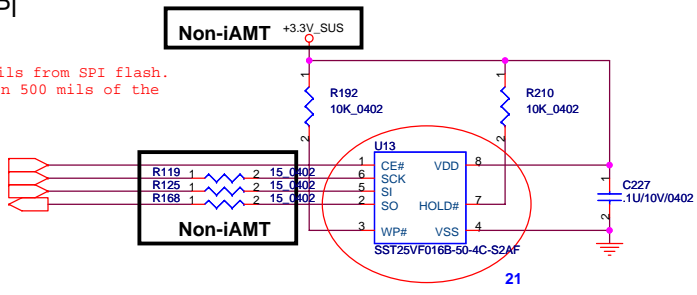 PI
Non-iAMT +3.3V_SUS
ils from SPI flash.
n 500 mils of the
1 R192 10K_0402 2
1 R210 10K_0402 2
U13
R119 1 2 15_0402 1 CE# VDD 8
R125 1 2 15_0402 6 SCK
R168 1 2 15_0402 5 SI
2 SO HOLD# 7
3 WP# VSS 4
SST25VF016B-50-4C-S2AF
Non-iAMT
1 C227 .1U/10V/0402 2
21